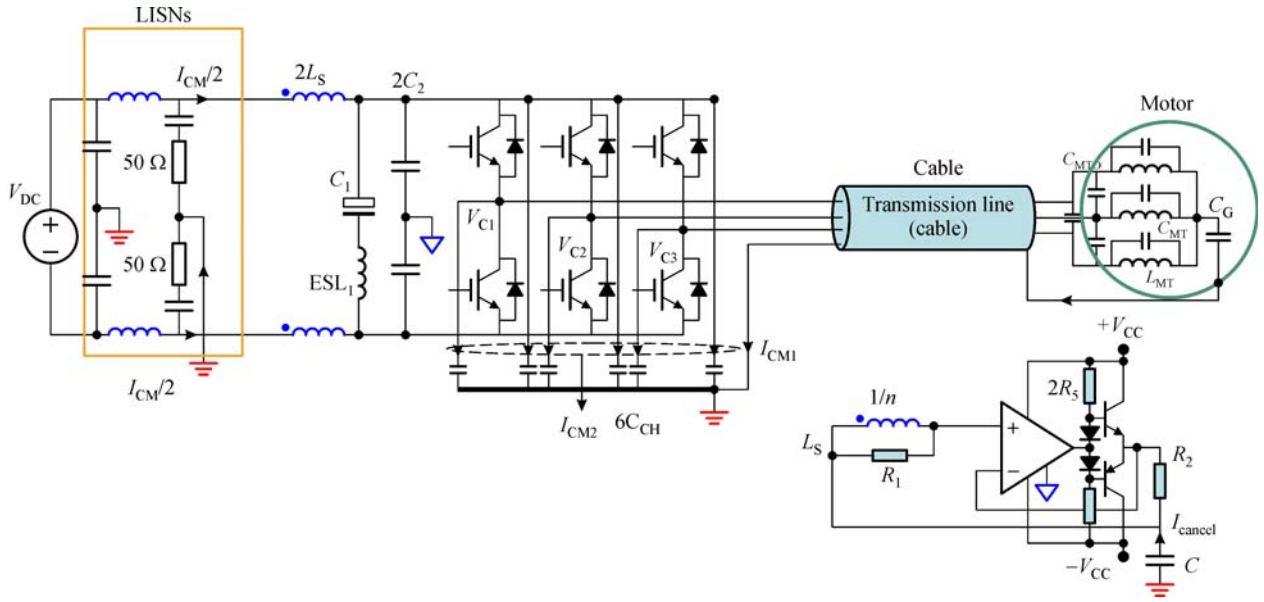 LISNs
I_CM/2
2L_S
2C_2
Motor
50 Ω
V_DC
C_1
V_C1
V_C2
V_C3
Cable
Transmission line
(cable)
C_MT
C_G
50 Ω
ESL_1
L_MT
I_CM/2
I_CM1
I_CM2
6C_CH
+V_CC
1/n
2R_5
L_S
R_1
+
−
R_2
I_cancel
−V_CC
C